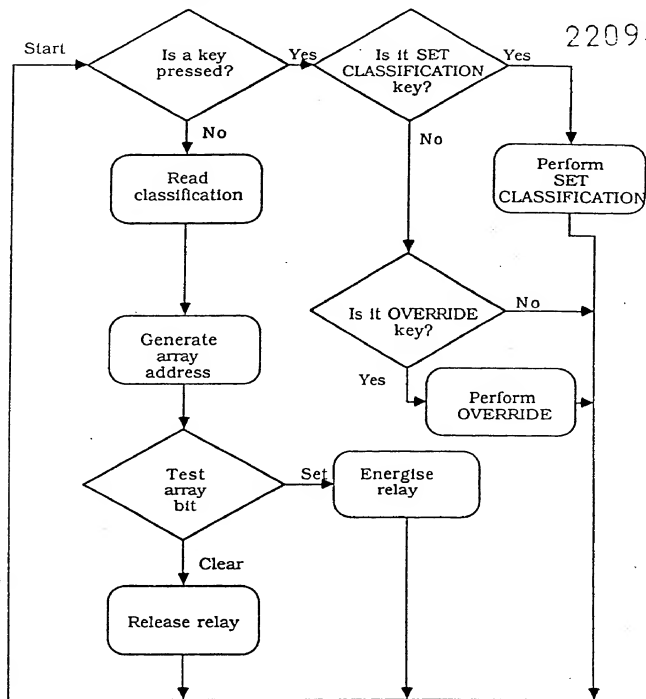 2209
Start
Is a key
pressed?
Yes
Is it SET
CLASSIFICATION
key?
Yes
No
No
Read
classification
Perform
SET
CLASSIFICATION
Is it OVERRIDE
key?
No
Generate
array
address
Yes
Perform
OVERRIDE
Test
array
bit
Set
Energise
relay
Clear
Release relay